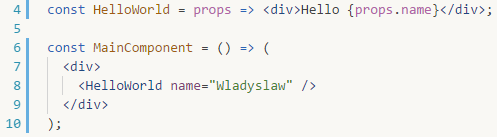 4 const HelloWorld = props => <div>Hello {props.name}</div>;
5
6 const MainComponent = () => (
7   <div>
8     <HelloWorld name="Wladyslaw" />
9   </div>
10 );